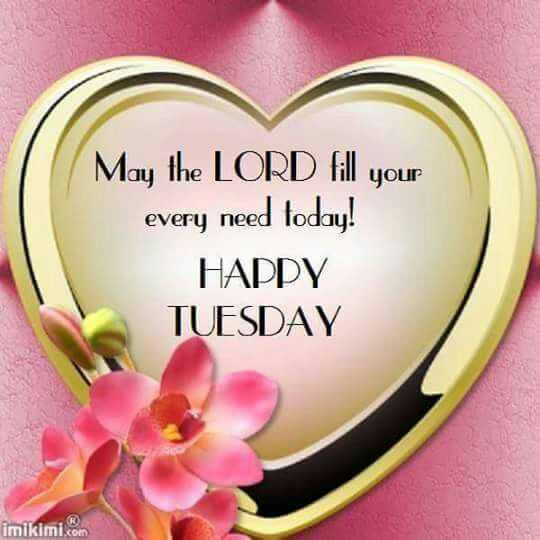 May the LORD fill your
every need today!
HAPPY
TUESDAY
imikimi.com®